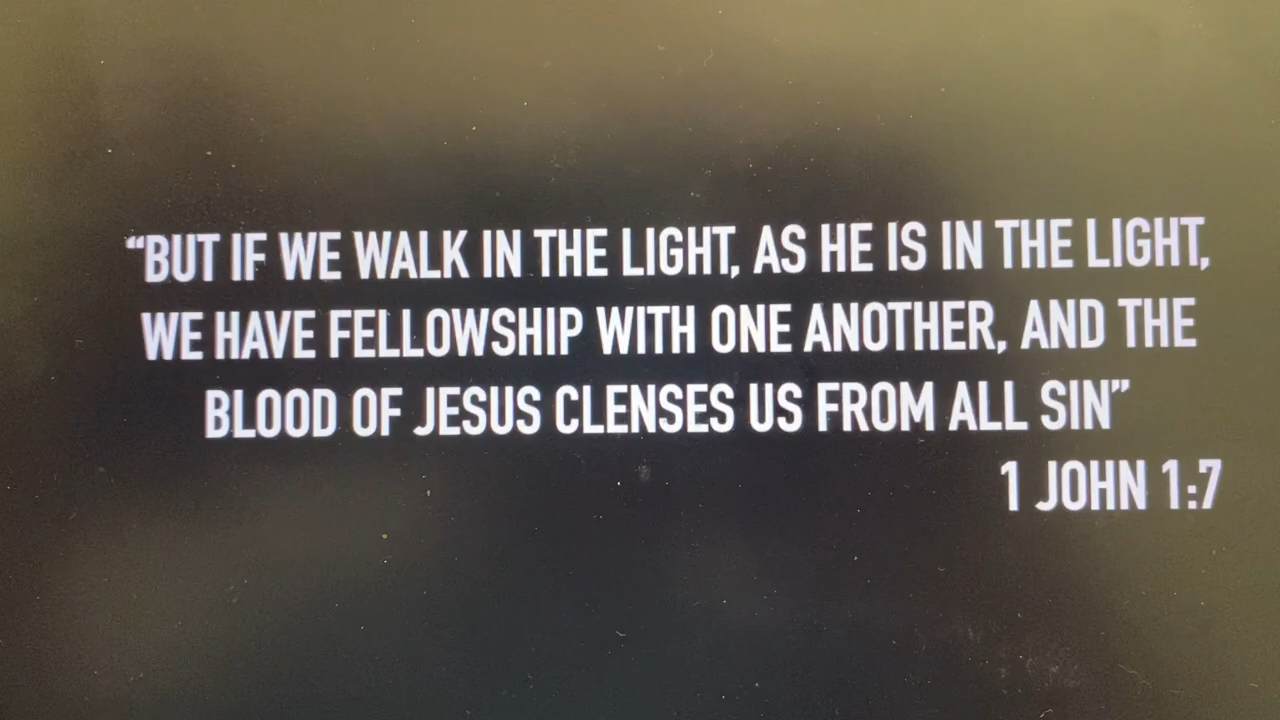 “BUT IF WE WALK IN THE LIGHT, AS HE IS IN THE LIGHT,
WE HAVE FELLOWSHIP WITH ONE ANOTHER, AND THE
BLOOD OF JESUS CLENSES US FROM ALL SIN”
1 JOHN 1:7